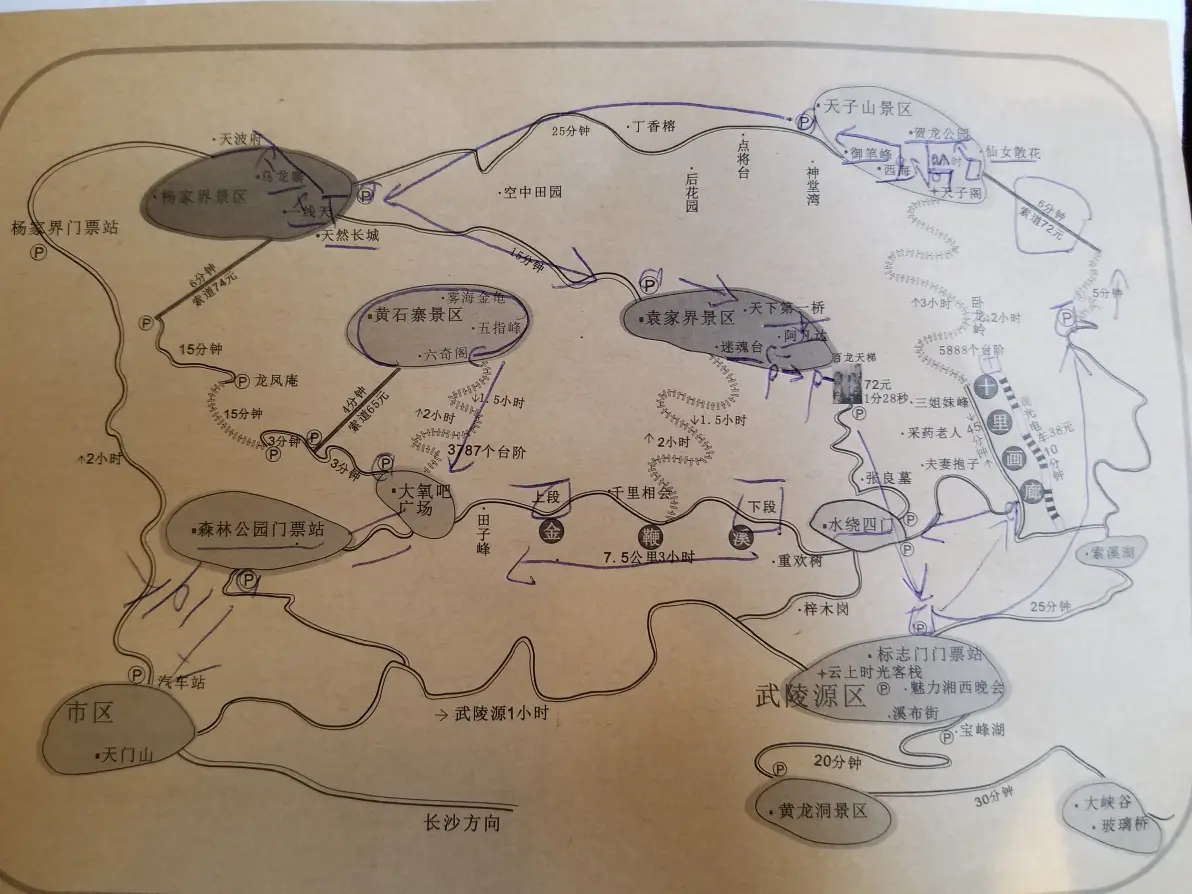 天子山景区
贺龙公园
御笔峰
仙女散花
西海
天子阁
6分钟
索道72元
5分钟
25分钟
丁香榕
点将台
后花园
神堂湾
空中田园
天波府
乌龙寨
杨家界景区
一线天
天然长城
P
P
P
杨家界门票站
P
6分钟
索道74元
15分钟
P
袁家界景区
天下第一桥
迷魂台
百龙天梯
72元
1分28秒
P
黄石寨景区
雾海金龟
五指峰
六奇阁
4分钟
索道65元
↑2小时
↓1.5小时
3787个台阶
↑2小时
↓1.5小时
↑3小时
卧龙岭
↓2小时
5888个台阶
三姐妹峰
采药老人
夫妻抱子
45分钟
十里画廊
观光电车38元
10分钟
P
P
15分钟
P
龙凤庵
15分钟
3分钟
P
P
3分钟
P
大氧吧
广场
↑2小时
森林公园门票站
P
田子峰
上段
千里相会
下段
金鞭溪
7.5公里3小时
重欢树
张良墓
水绕四门
P
P
索溪湖
25分钟
梓木岗
P
标志门门票站
云上时光客栈
武陵源区
P
魅力湘西晚会
溪布街
P
宝峰湖
P
汽车站
市区
天门山
→武陵源1小时
长沙方向
20分钟
P
黄龙洞景区
30分钟
大峡谷
玻璃桥